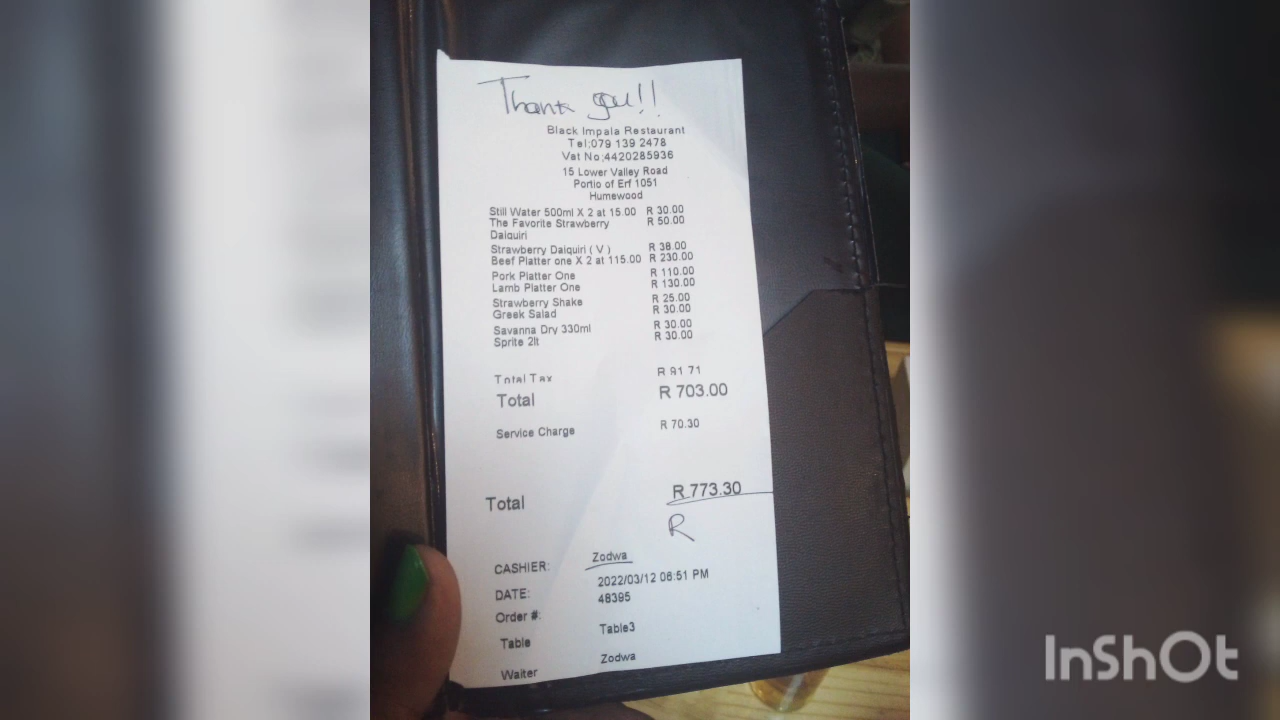 Thank you!!
Black Impala Restaurant
Tel;079 139 2478
Vat No;4420285936
15 Lower Valley Road
Portio of Erf 1051
Humewood
Still Water 500ml X 2 at 15.00 R 30.00
The Favorite Strawberry R 50.00
Daiquiri
Strawberry Daiquiri ( V ) R 38.00
Beef Platter one X 2 at 115.00 R 230.00
Pork Platter One R 110.00
Lamb Platter One R 130.00
Strawberry Shake R 25.00
Greek Salad R 30.00
Savanna Dry 330ml R 30.00
Sprite 2lt R 30.00
Total Tax R 91.71
Total R 703.00
Service Charge R 70.30
Total R 773.30
R
CASHIER: Zodwa
DATE: 2022/03/12 06:51 PM
Order #: 48395
Table Table3
Waiter Zodwa
InShOt